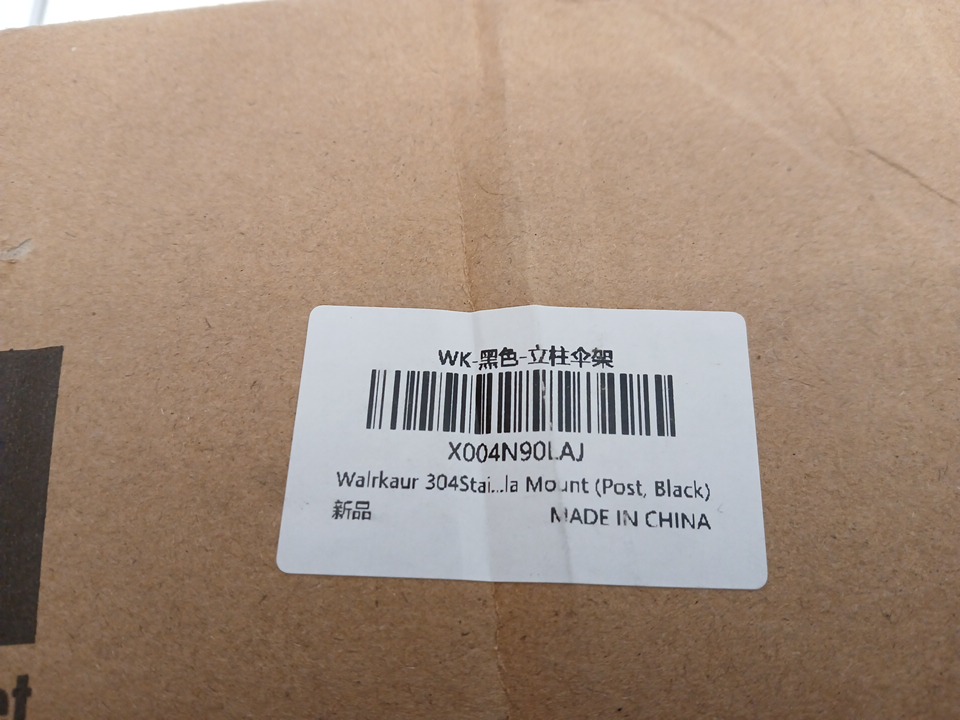 WK-黑色-立柱伞架
X004N90LAJ
Walrkaur 304Stai...la Mount (Post, Black)
新品
MADE IN CHINA